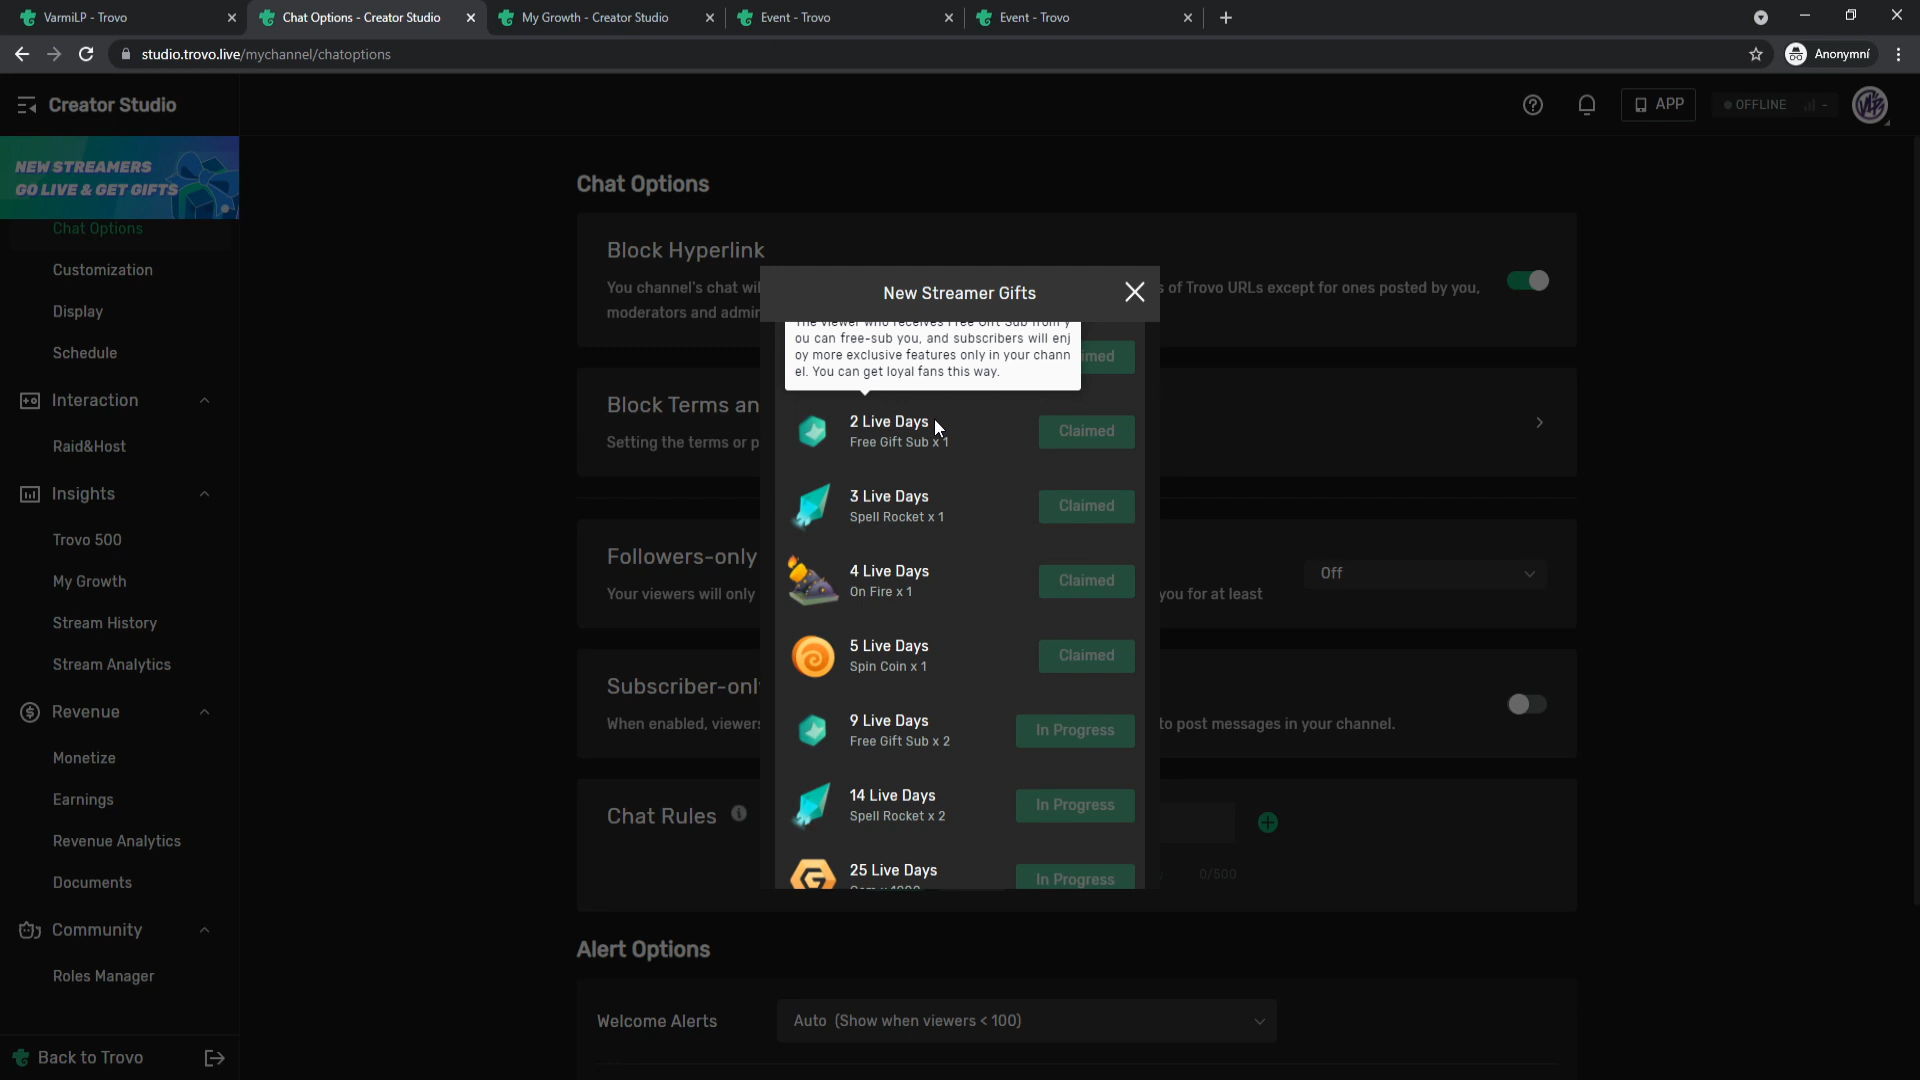 VarmiLP - Trovo
Chat Options - Creator Studio
My Growth - Creator Studio
Event - Trovo
Event - Trovo
studio.trovo.live/mychannel/chatoptions
Anonymní
Creator Studio
APP
OFFLINE
-
NEW STREAMERS
GO LIVE & GET GIFTS
Chat Options
Customization
Display
Schedule
Interaction
Raid&Host
Insights
Trovo 500
My Growth
Stream History
Stream Analytics
Revenue
Monetize
Earnings
Revenue Analytics
Documents
Community
Roles Manager
Back to Trovo
Chat Options
Block Hyperlink
You channel's chat wil
s of Trovo URLs except for ones posted by you,
moderators and admin
Block Terms an
Setting the terms or p
Followers-only
Your viewers will only
you for at least
Off
Subscriber-onl
When enabled, viewers
to post messages in your channel.
Chat Rules
0/500
Alert Options
Welcome Alerts
Auto (Show when viewers < 100)
New Streamer Gifts
The viewer who receives Free Gift Sub from y
ou can free-sub you, and subscribers will enj
oy more exclusive features only in your chann
el. You can get loyal fans this way.
imed
2 Live Days
Free Gift Sub x 1
Claimed
3 Live Days
Spell Rocket x 1
Claimed
4 Live Days
On Fire x 1
Claimed
5 Live Days
Spin Coin x 1
Claimed
9 Live Days
Free Gift Sub x 2
In Progress
14 Live Days
Spell Rocket x 2
In Progress
25 Live Days
In Progress